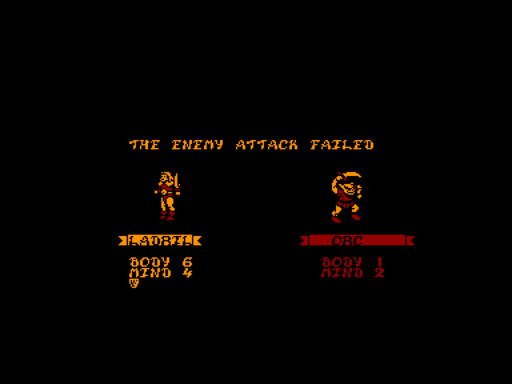 THE ENEMY ATTACK FAILED
LADRIL ORC
BODY 6 BODY 1
MIND 4 MIND 2